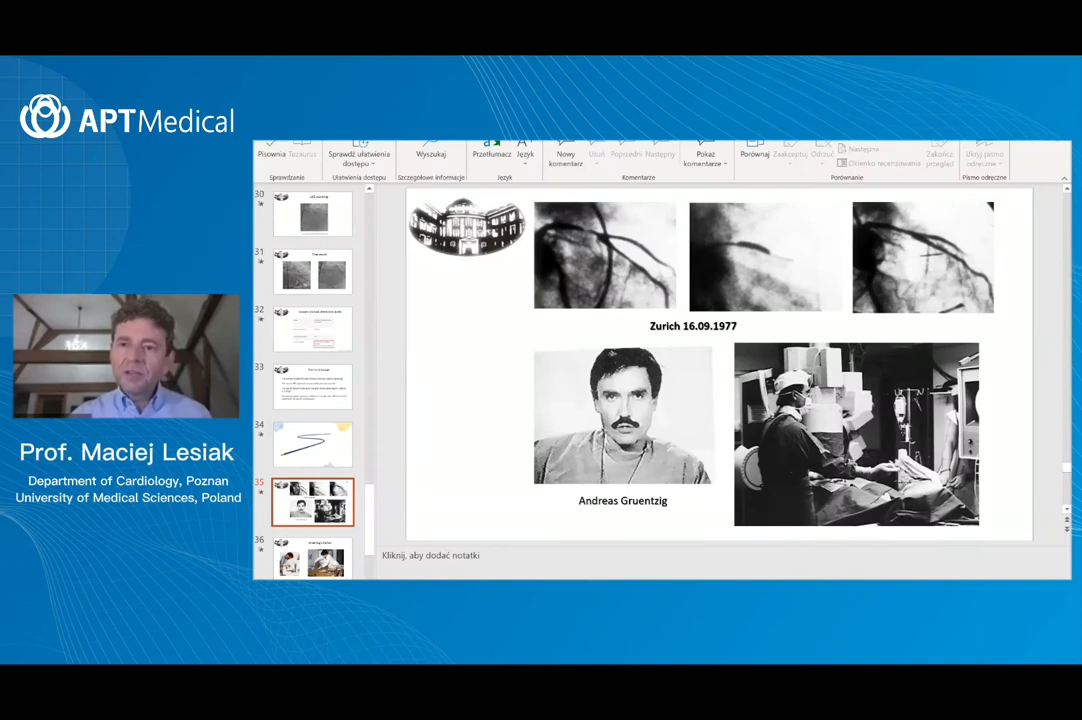 APTMedical
Pisownia Tezaurus
Sprawdzanie
Sprawdź ułatwienia
dostępu
Ułatwienia dostępu
Wyszukaj
Szczegółowe informacje
Przetłumacz Język
Język
Nowy
komentarz
Usuń Poprzedni Następny
Pokaż
komentarze
Komentarze
Porównaj Zaakceptuj Odrzuć
Następna
Okienko recenzowania
Zakończ
przegląd
Porównanie
Ukryj pismo
odręczne
Pismo odręczne
30
31
32
33
34
35
36
Zurich 16.09.1977
Andreas Gruentzig
Kliknij, aby dodać notatki
Prof. Maciej Lesiak
Department of Cardiology, Poznan
University of Medical Sciences, Poland